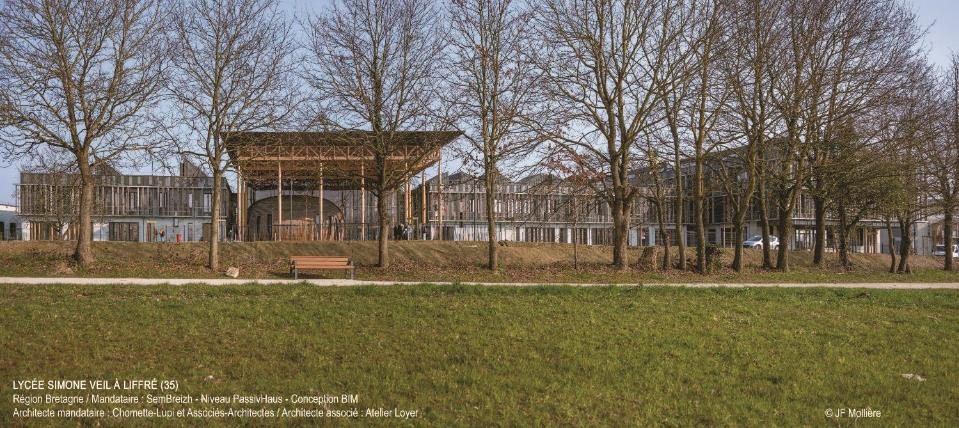 LYCÉE SIMONE VEIL À LIFFRÉ (35)
Région Bretagne / Mandataire : SemBreizh - Niveau PassivHaus - Conception BIM
Architecte mandataire : Chomette-Lupi et Associés-Architectes / Architecte associé : Atelier Loyer
© JF Mollière